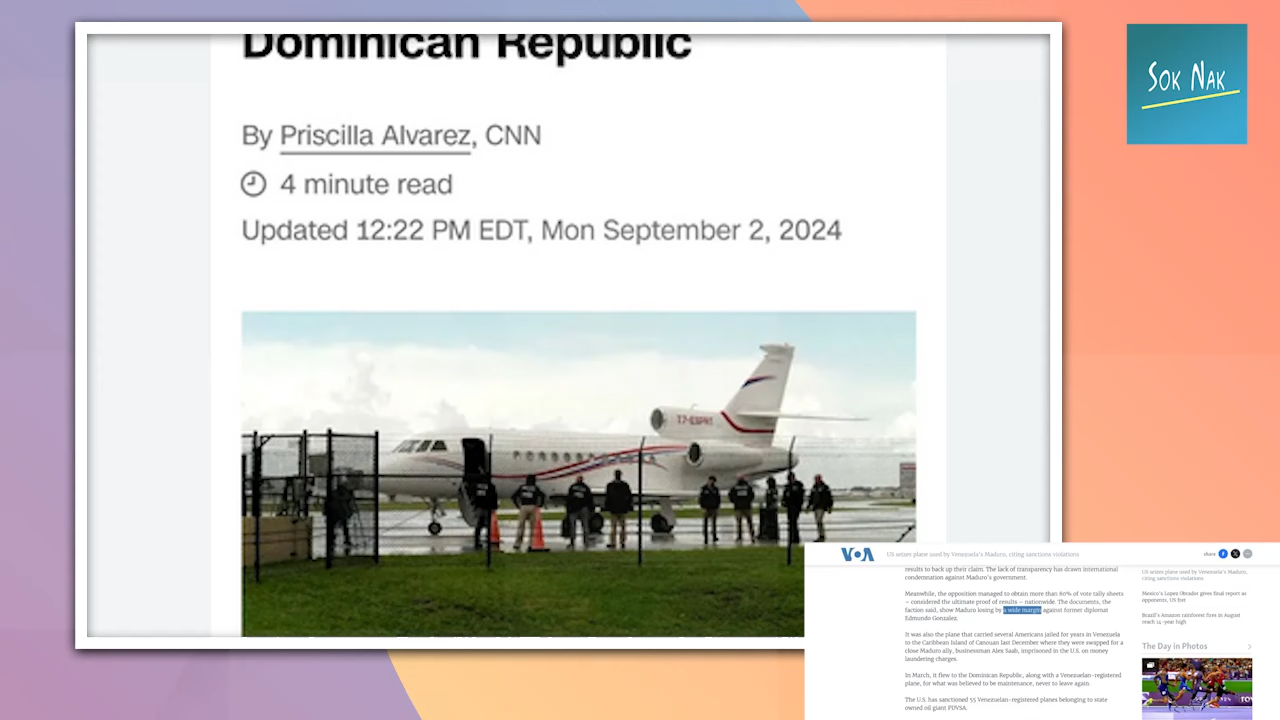 Dominican Republic
By Priscilla Alvarez, CNN
4 minute read
Updated 12:22 PM EDT, Mon September 2, 2024
T7-ESPRT
SOK NAK
VOA
US seizes plane used by Venezuela's Maduro, citing sanctions violations
share
results to back up their claim. The lack of transparency has drawn international
condemnation against Maduro's government.
Meanwhile, the opposition managed to obtain more than 80% of vote tally sheets
– considered the ultimate proof of results – nationwide. The documents, the
faction said, show Maduro losing by a wide margin against former diplomat
Edmundo Gonzalez.
It was also the plane that carried several Americans jailed for years in Venezuela
to the Caribbean Island of Canouan last December where they were swapped for a
close Maduro ally, businessman Alex Saab, imprisoned in the U.S. on money
laundering charges.
In March, it flew to the Dominican Republic, along with a Venezuelan-registered
plane, for what was believed to be maintenance, never to leave again.
The U.S. has sanctioned 55 Venezuelan-registered planes belonging to state
owned oil giant PDVSA.
US seizes plane used by Venezuela's Maduro,
citing sanctions violations
Mexico's Lopez Obrador gives final report as
opponents, US fret
Brazil's Amazon rainforest fires in August
reach 14-year high
The Day in Photos